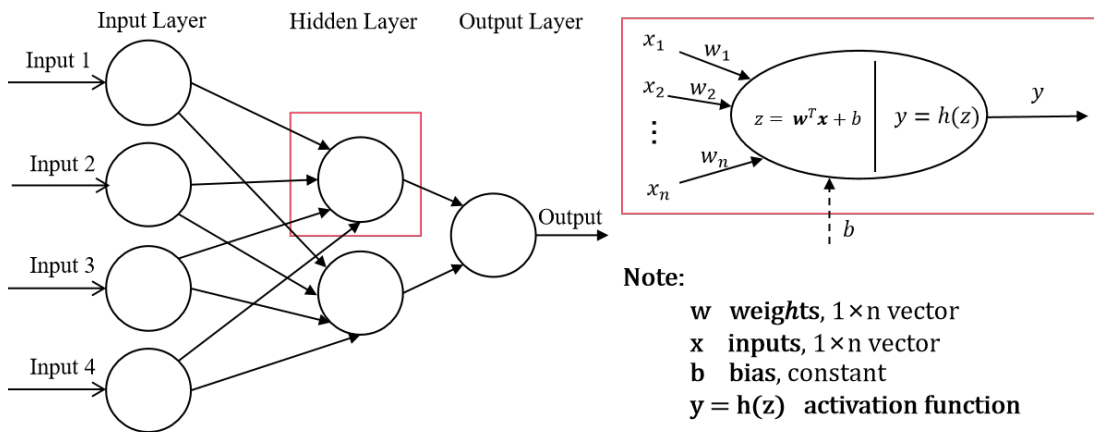 Input Layer
Hidden Layer
Output Layer
Input 1
Input 2
Input 3
Input 4
Output
x₁
w₁
x₂
w₂
⋮
wₙ
xₙ
z = wᵀx + b
y = h(z)
y
b
Note:
w weights, 1×n vector
x inputs, 1×n vector
b bias, constant
y = h(z) activation function